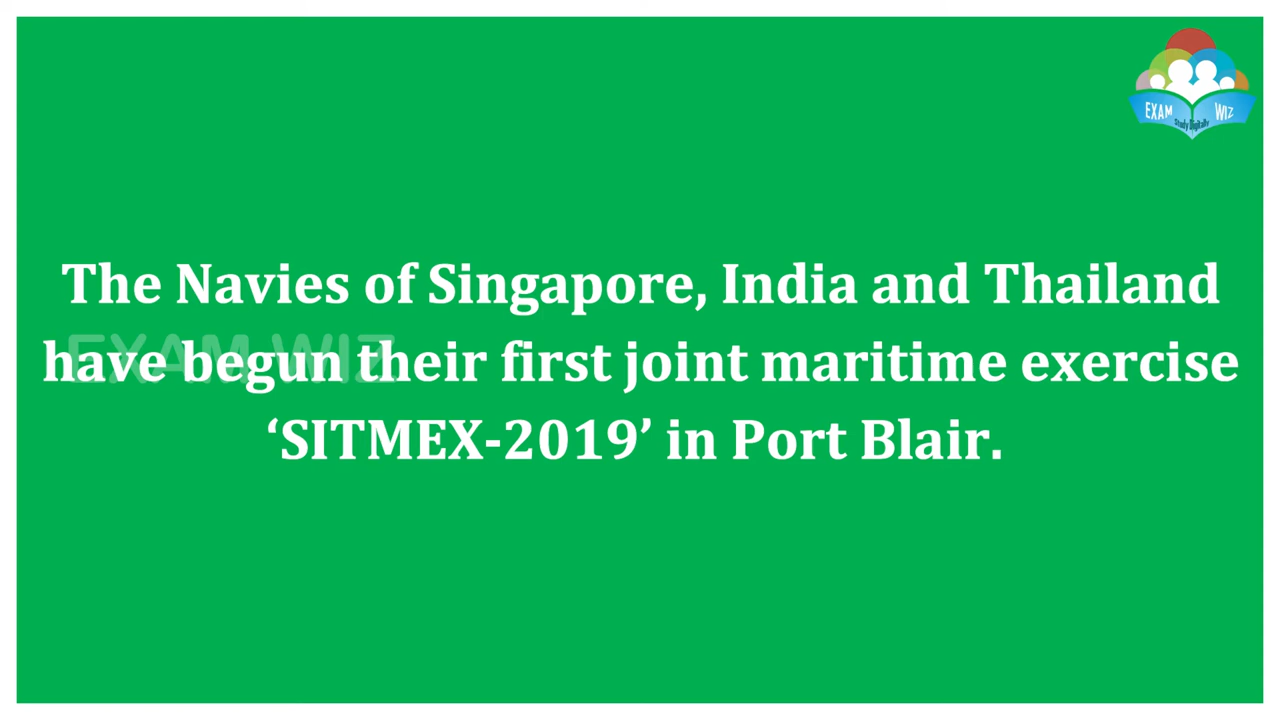 EXAM WIZ
Study Digitally
The Navies of Singapore, India and Thailand
have begun their first joint maritime exercise
‘SITMEX-2019’ in Port Blair.
EXAM WIZ